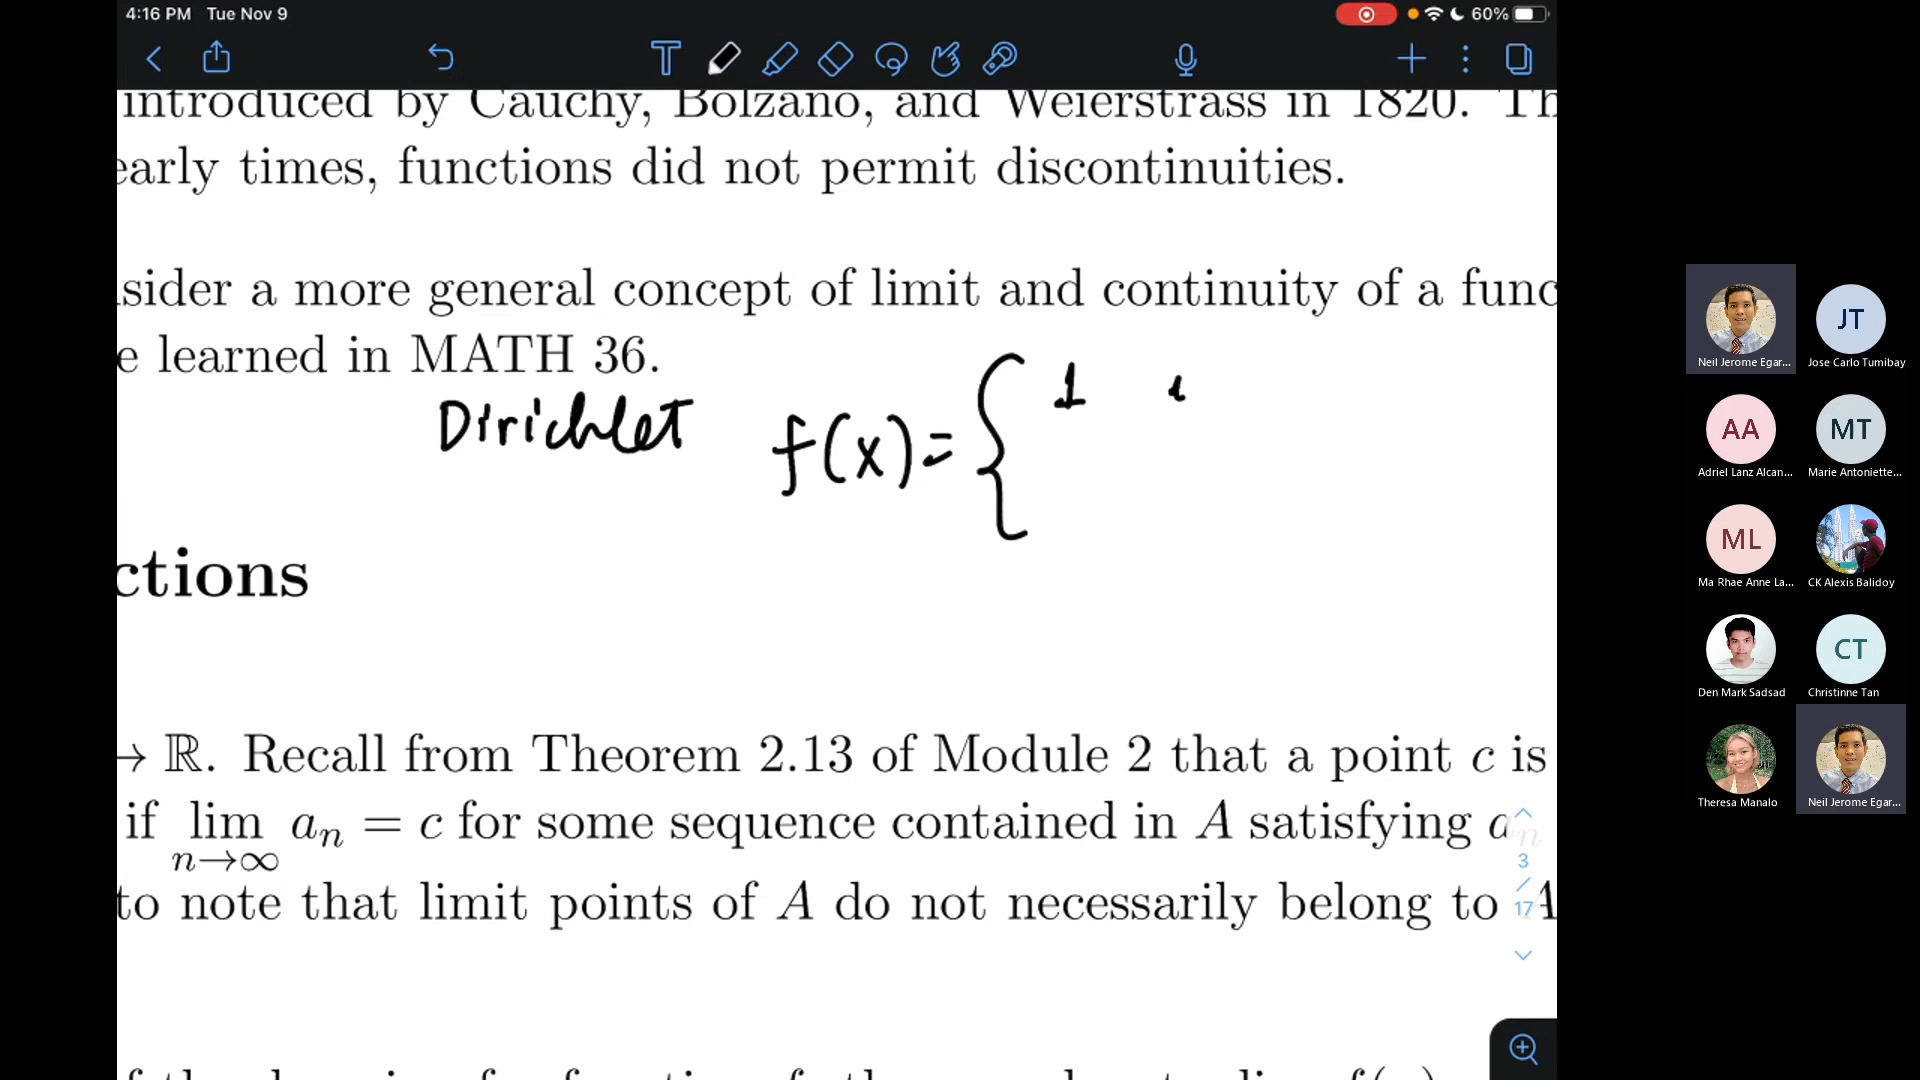 4:16 PM Tue Nov 9
60%
introduced by Cauchy, Bolzano, and Weierstrass in 1820. Th
early times, functions did not permit discontinuities.
sider a more general concept of limit and continuity of a func
e learned in MATH 36.
Dirichlet f(x)= { 1 i
ctions
→ ℝ. Recall from Theorem 2.13 of Module 2 that a point c is
if lim n→∞ aₙ = c for some sequence contained in A satisfying aₙ
to note that limit points of A do not necessarily belong to A
3
/
17
Neil Jerome Egar...
JT
Jose Carlo Tumibay
AA
Adriel Lanz Alcan...
MT
Marie Antoniette...
ML
Ma Rhae Anne La...
CK Alexis Balidoy
Den Mark Sadsad
CT
Christinne Tan
Theresa Manalo
Neil Jerome Egar...